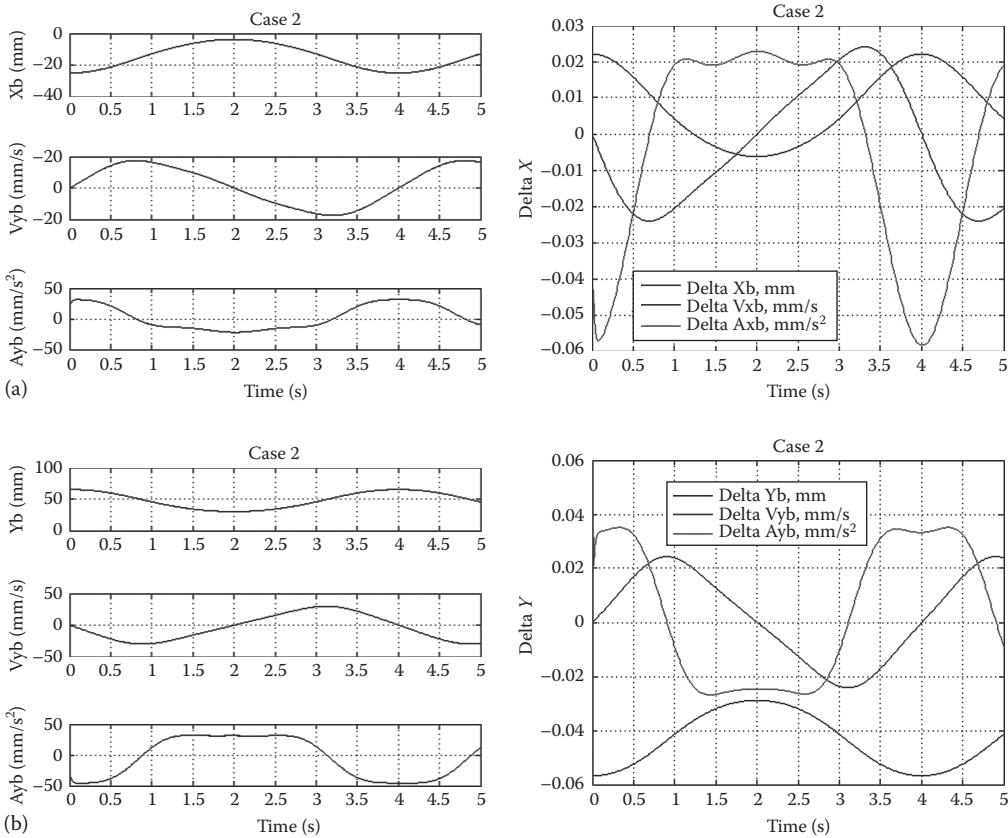 Case 2
Xb (mm)
0
−20
−40
0 0.5 1 1.5 2 2.5 3 3.5 4 4.5 5
Vyb (mm/s)
−20
0
20
0 0.5 1 1.5 2 2.5 3 3.5 4 4.5 5
Ayb (mm/s²)
50
0
−50
0 0.5 1 1.5 2 2.5 3 3.5 4 4.5 5
Time (s)
(a)
Case 2
Delta X
0.03
0.02
0.01
0
−0.01
−0.02
0.03
−0.04
−0.05
−0.06
Delta Xb, mm
Delta Vxb, mm/s
Delta Axb, mm/s²
0 0.5 1 1.5 2 2.5 3 3.5 4 4.5 5
Time (s)
Case 2
Yb (mm)
100
50
0
0 0.5 1 1.5 2 2.5 3 3.5 4 4.5 5
Vyb (mm/s)
50
0
−50
0 0.5 1 1.5 2 2.5 3 3.5 4 4.5 5
Ayb (mm/s²)
50
0
−50
0 0.5 1 1.5 2 2.5 3 3.5 4 4.5 5
Time (s)
(b)
Case 2
Delta Y
0.06
0.04
0.02
0
−0.02
−0.04
−0.06
Delta Yb, mm
Delta Vyb, mm/s
Delta Ayb, mm/s²
0 0.5 1 1.5 2 2.5 3 3.5 4 4.5 5
Time (s)